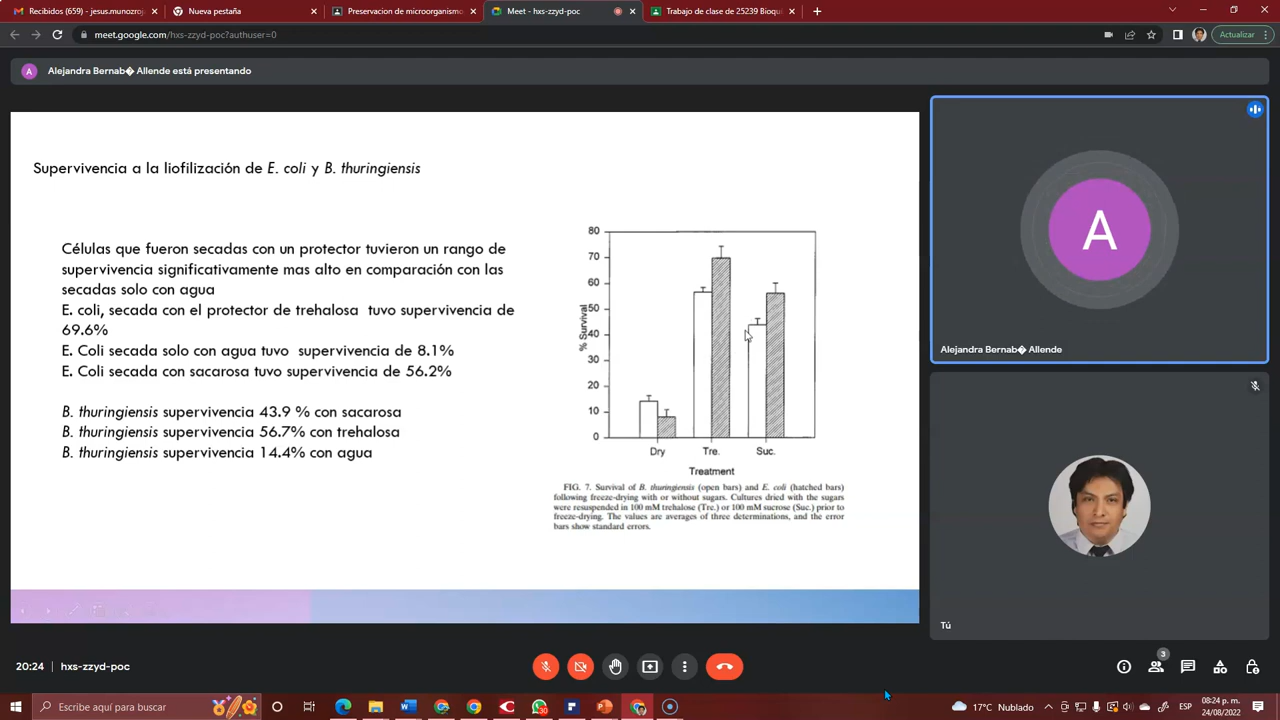 Recibidos (659) - jesus.munozroj
Nueva pestaña
Preservacion de microorganismo
Meet - hxs-zzyd-poc
Trabajo de clase de 25239 Bioqu
meet.google.com/hxs-zzyd-poc?authuser=0
Actualizar
A
Alejandra Bernab� Allende está presentando
Supervivencia a la liofilización de E. coli y B. thuringiensis
Células que fueron secadas con un protector tuvieron un rango de
supervivencia significativamente mas alto en comparación con las
secadas solo con agua
E. coli, secada con el protector de trehalosa tuvo supervivencia de
69.6%
E. Coli secada solo con agua tuvo supervivencia de 8.1%
E. Coli secada con sacarosa tuvo supervivencia de 56.2%
B. thuringiensis supervivencia 43.9 % con sacarosa
B. thuringiensis supervivencia 56.7% con trehalosa
B. thuringiensis supervivencia 14.4% con agua
% Survival
80
70
60
50
40
30
20
10
0
Dry
Tre.
Suc.
Treatment
FIG. 7. Survival of B. thuringiensis (open bars) and E. coli (hatched bars)
following freeze-drying with or without sugars. Cultures dried with the sugars
were resuspended in 100 mM trehalose (Tre.) or 100 mM sucrose (Suc.) prior to
freeze-drying. The values are averages of three determinations, and the error
bars show standard errors.
A
Alejandra Bernab� Allende
Tú
20:24
hxs-zzyd-poc
3
Escribe aquí para buscar
30
17°C Nublado
ESP
08:24 p. m.
24/08/2022